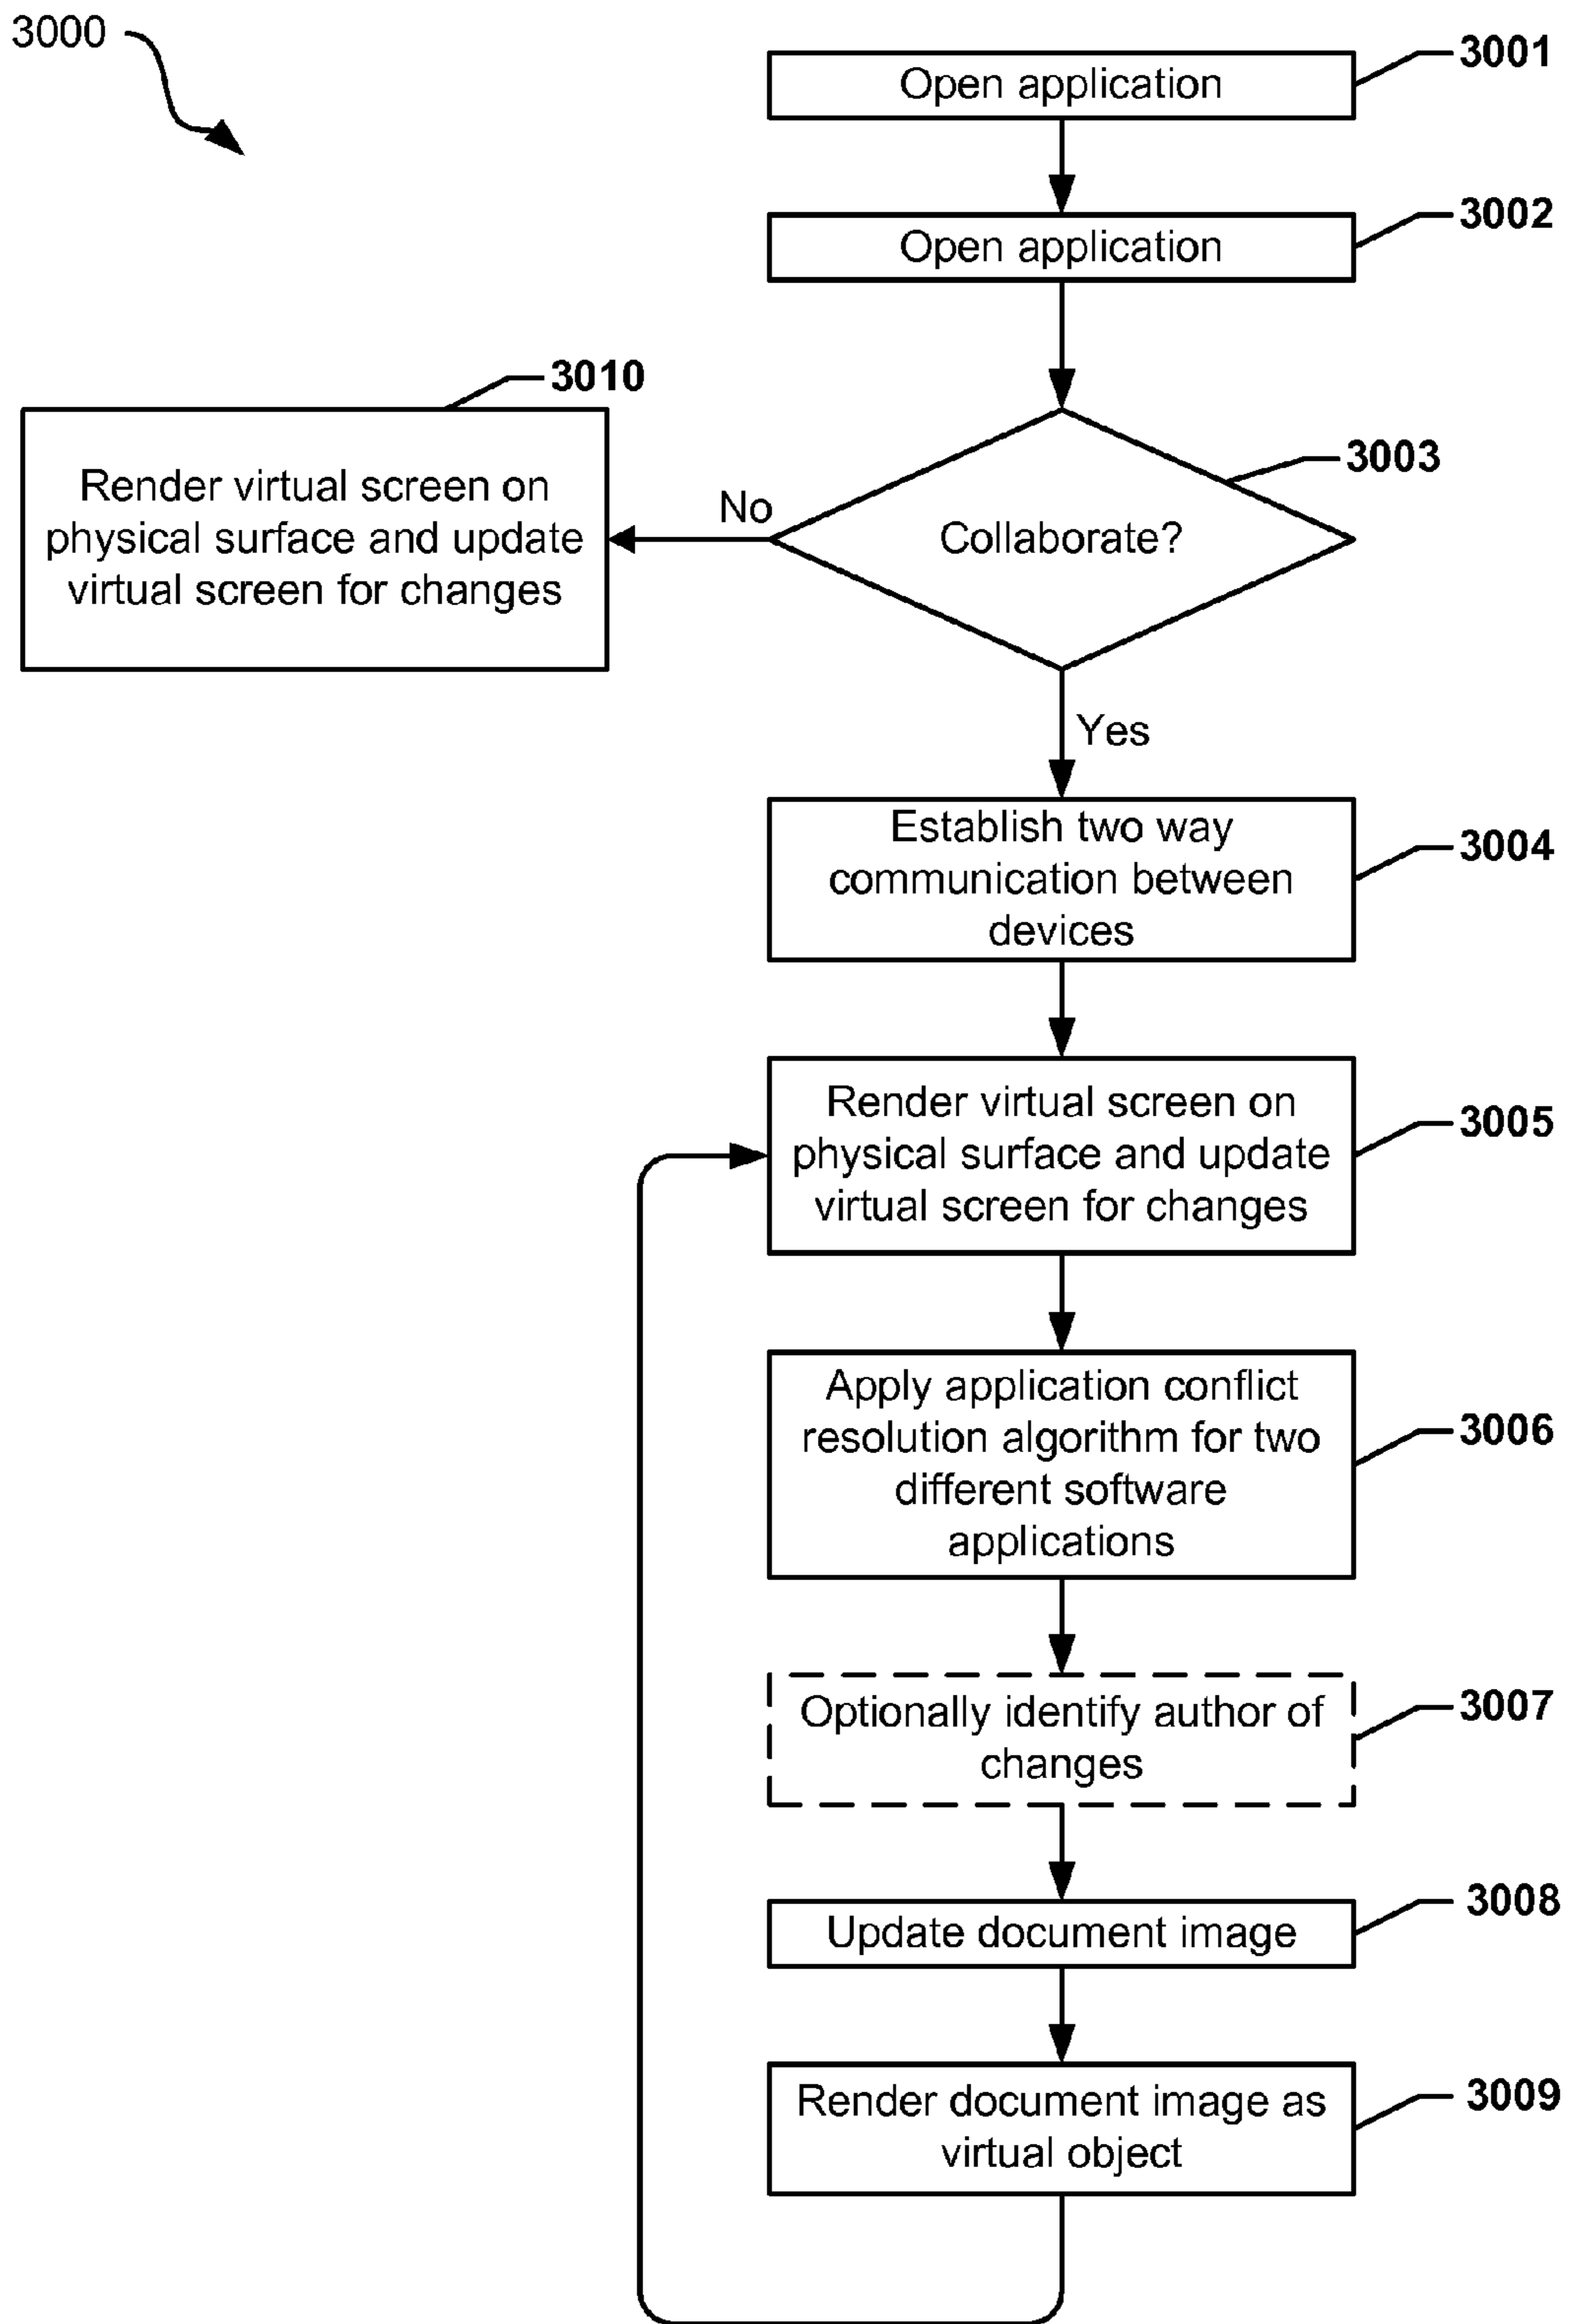 3000
Open application
3001
Open application
3002
3010
Render virtual screen on
physical surface and update
virtual screen for changes
No
Collaborate?
3003
Yes
Establish two way
communication between
devices
3004
Render virtual screen on
physical surface and update
virtual screen for changes
3005
Apply application conflict
resolution algorithm for two
different software
applications
3006
Optionally identify author of
changes
3007
Update document image
3008
Render document image as
virtual object
3009